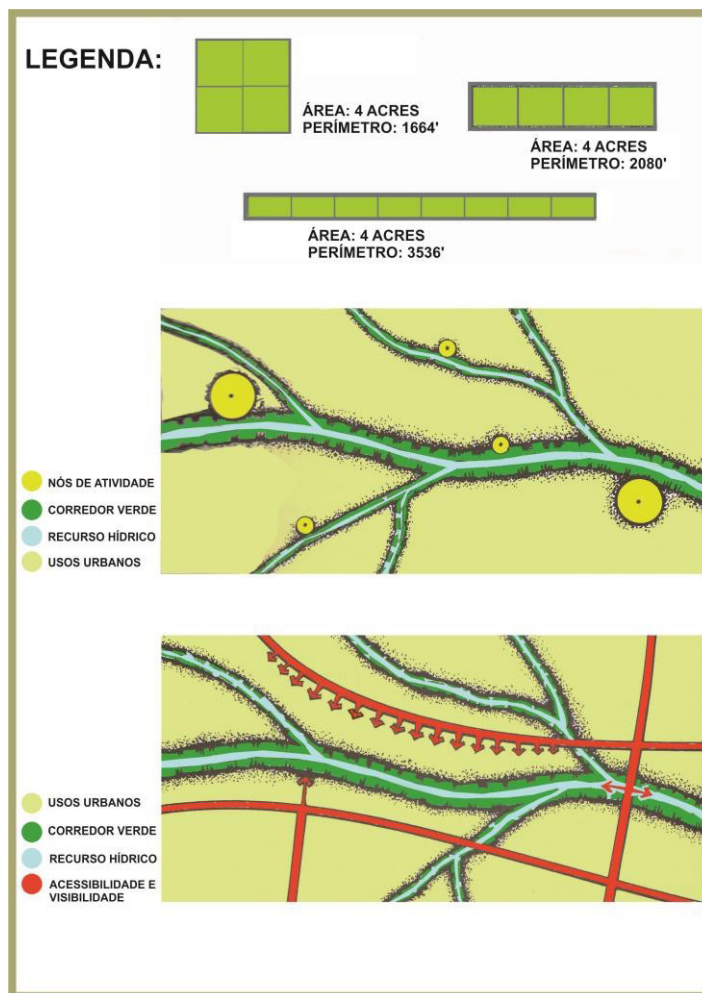 LEGENDA:
ÁREA: 4 ACRES
PERÍMETRO: 1664'
ÁREA: 4 ACRES
PERÍMETRO: 2080'
ÁREA: 4 ACRES
PERÍMETRO: 3536'
NÓS DE ATIVIDADE
CORREDOR VERDE
RECURSO HÍDRICO
USOS URBANOS
USOS URBANOS
CORREDOR VERDE
RECURSO HÍDRICO
ACESSIBILIDADE E
VISIBILIDADE